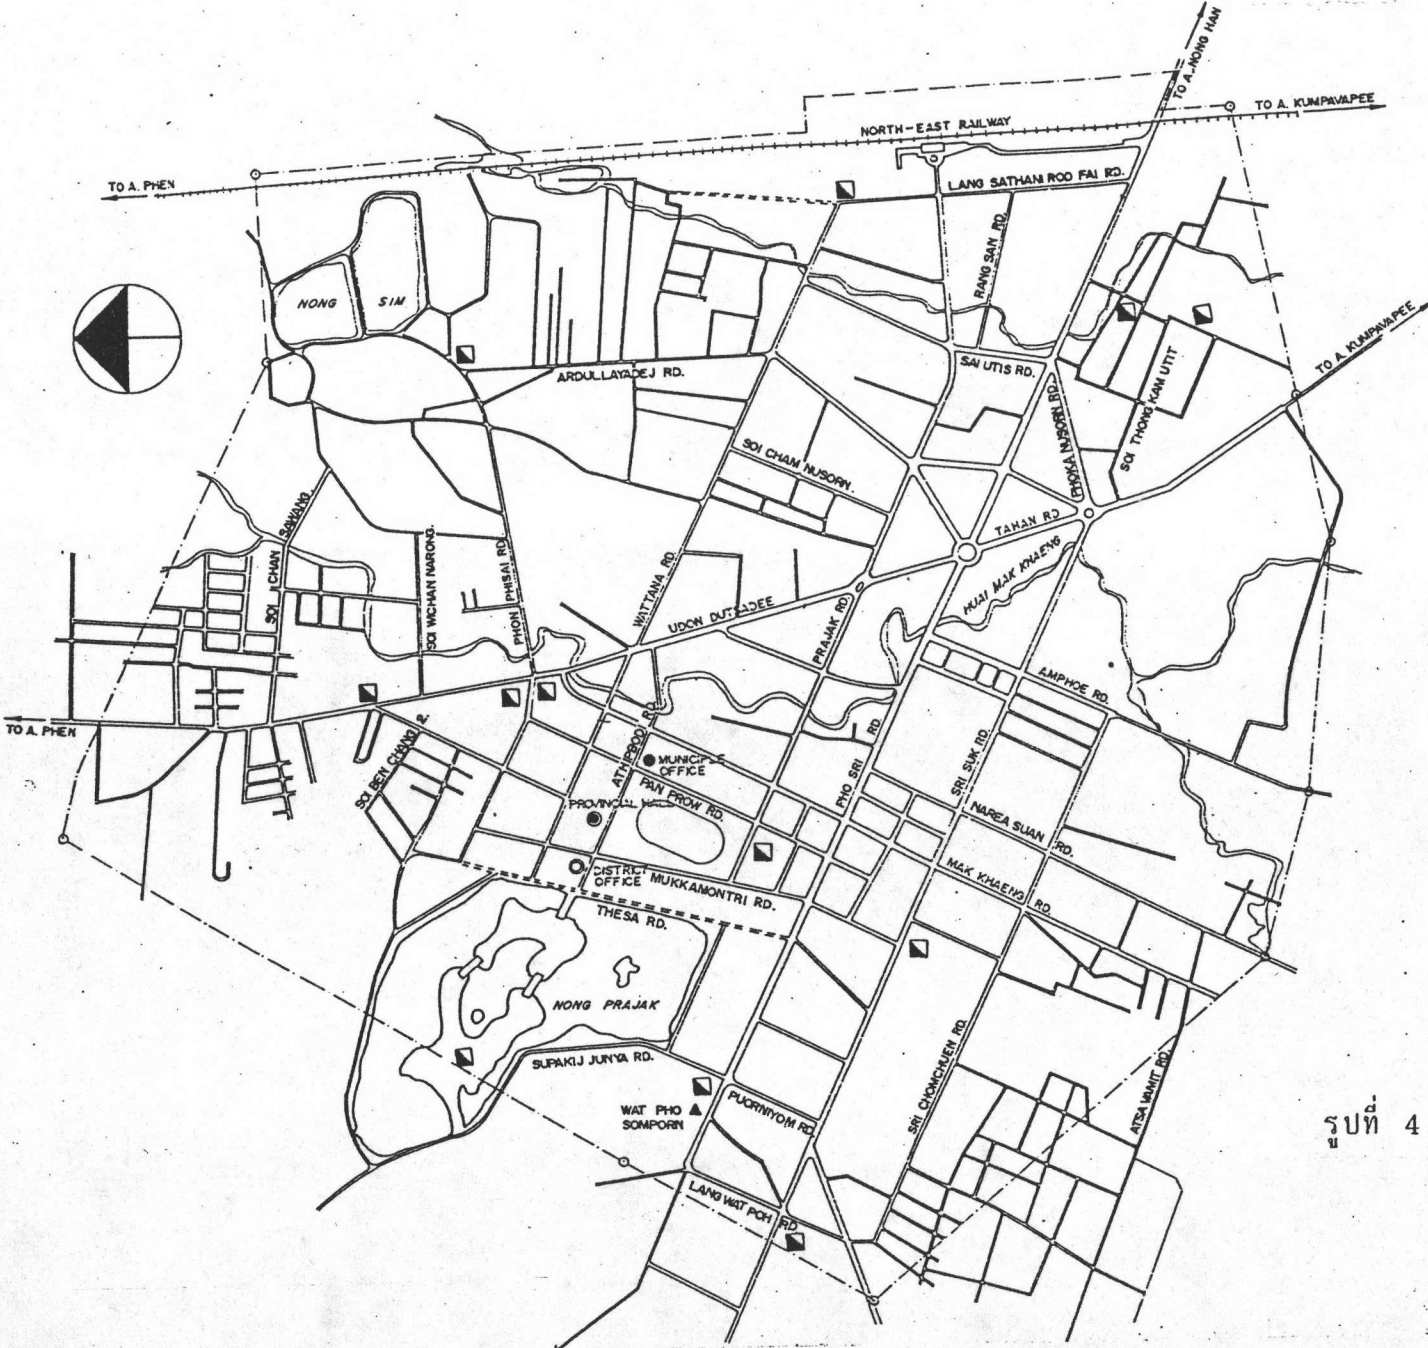 TO A. NONG HAN
TO A. KUMPAVAPEE
NORTH-EAST RAILWAY
TO A. PHEN
LANG SATHANI ROD FAI RD.
RANG SAN RD.
NONG SIM
TO A. KUMPAVAPEE
SAI UTIS RD.
ARDULLAYADEJ RD.
SOI THONG KAM UTIT
PHOKA NUSORN RD.
SOI CHAM NUSORN.
SOI CHAN SAWANG.
TAHAN RD
SOI WICHAN NARONG.
PHON PHISAI RD.
WATTANA RD
HUAI MAK KHAENG
UDON DUTSADEE
PRAJAK RD.
AMPHOE RD.
TO A. PHEN
SOI BEN CHANG 2.
ATHIPBODI RD.
MUNICIPLE
OFFICE
PHO SRI RD
SRI SUK RD.
PROVINCIAL HALL
PAN PROW RD.
NAREA SUAN RD.
DISTRICT
OFFICE
MUKKAMONTRI RD.
MAK KHAENG RD.
THESA RD.
NONG PRAJAK
SUPAKIJ JUNYA RD.
SRI CHOMCHUEN RD.
ATSAVAMIT RD.
WAT PHO
SOMPORN
PUORNIYOM RD.
LANG WAT POH RD
รูปที่ 4